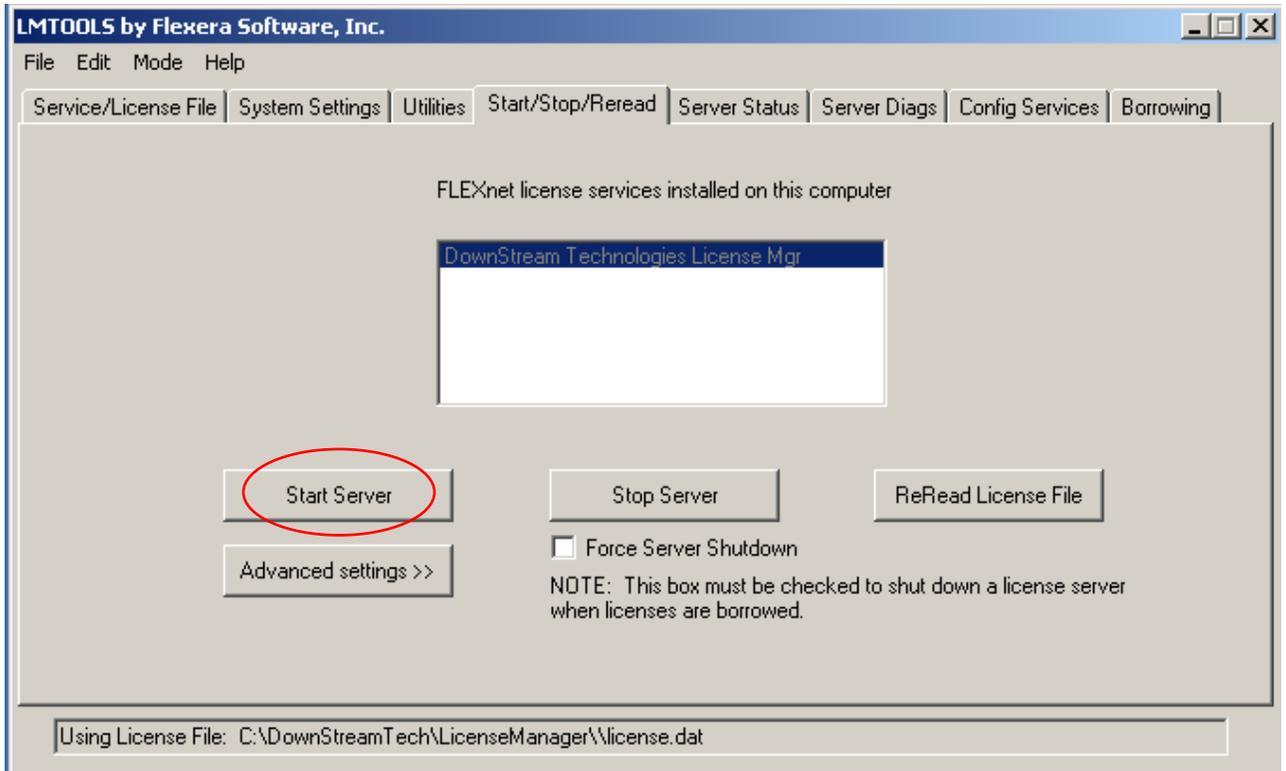 LMTOOLS by Flexera Software, Inc.
File Edit Mode Help
Service/License File System Settings Utilities Start/Stop/Reread Server Status Server Diags Config Services Borrowing
FLEXnet license services installed on this computer
DownStream Technologies License Mgr
Start Server Stop Server ReRead License File
Advanced settings >> Force Server Shutdown
NOTE: This box must be checked to shut down a license server
when licenses are borrowed.
Using License File: C:\DownStreamTech\LicenseManager\\license.dat